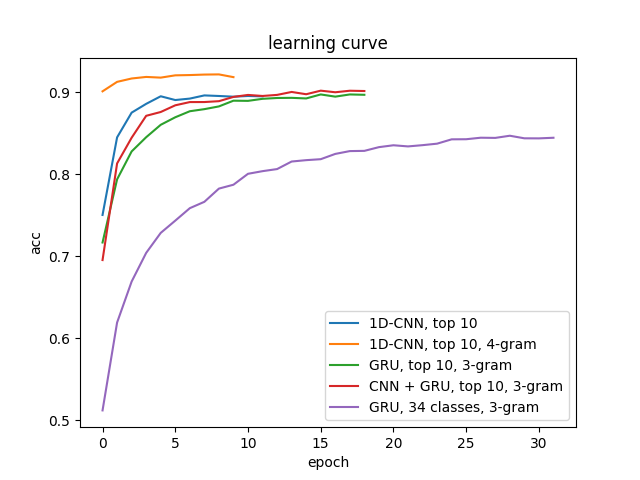 learning curve
acc
0.9
0.8
0.7
0.6
0.5
1D-CNN, top 10
1D-CNN, top 10, 4-gram
GRU, top 10, 3-gram
CNN + GRU, top 10, 3-gram
GRU, 34 classes, 3-gram
0 5 10 15 20 25 30
epoch